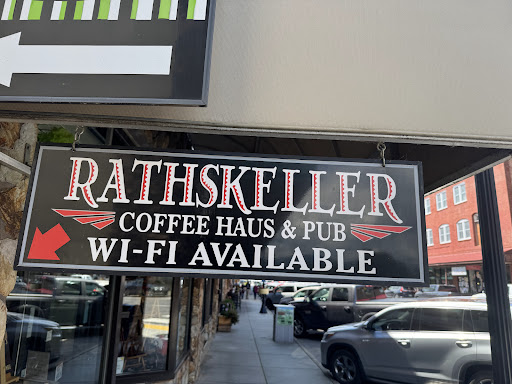 RATHSKELLER
COFFEE HAUS & PUB
WI-FI AVAILABLE